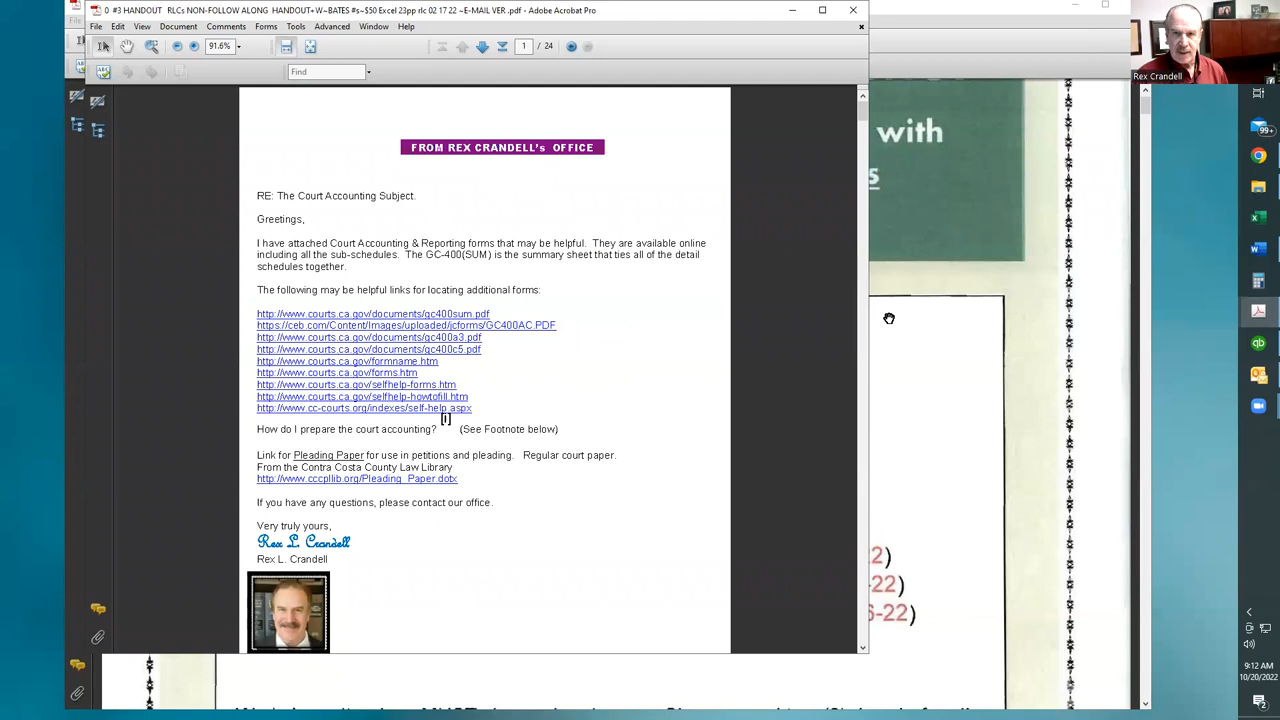 0 #3 HANDOUT RLCs NON-FOLLOW ALONG HANDOUT+ W~BATES #s~$50 Excel 23pp rlc 02 17 22 ~E-MAIL VER .pdf - Adobe Acrobat Pro
File Edit View Document Comments Forms Tools Advanced Window Help
91.6%
1 / 24
Find
FROM REX CRANDELL's OFFICE
RE: The Court Accounting Subject.
Greetings,
I have attached Court Accounting & Reporting forms that may be helpful. They are available online
including all the sub-schedules. The GC-400(SUM) is the summary sheet that ties all of the detail
schedules together.
The following may be helpful links for locating additional forms:
http://www.courts.ca.gov/documents/gc400sum.pdf
https://ceb.com/Content/Images/uploaded/jcforms/GC400AC.PDF
http://www.courts.ca.gov/documents/gc400a3.pdf
http://www.courts.ca.gov/documents/gc400c5.pdf
http://www.courts.ca.gov/formname.htm
http://www.courts.ca.gov/forms.htm
http://www.courts.ca.gov/selfhelp-forms.htm
http://www.courts.ca.gov/selfhelp-howtofill.htm
http://www.cc-courts.org/indexes/self-help.aspx
How do I prepare the court accounting? [i] (See Footnote below)
Link for Pleading Paper for use in petitions and pleading. Regular court paper.
From the Contra Costa County Law Library
http://www.cccpllib.org/Pleading_Paper.dotx
If you have any questions, please contact our office.
Very truly yours,
Rex L. Crandell
Rex L. Crandell
with
s
2)
-22)
6-22)
Rex Crandell
99+
9:12 AM
10/20/2022